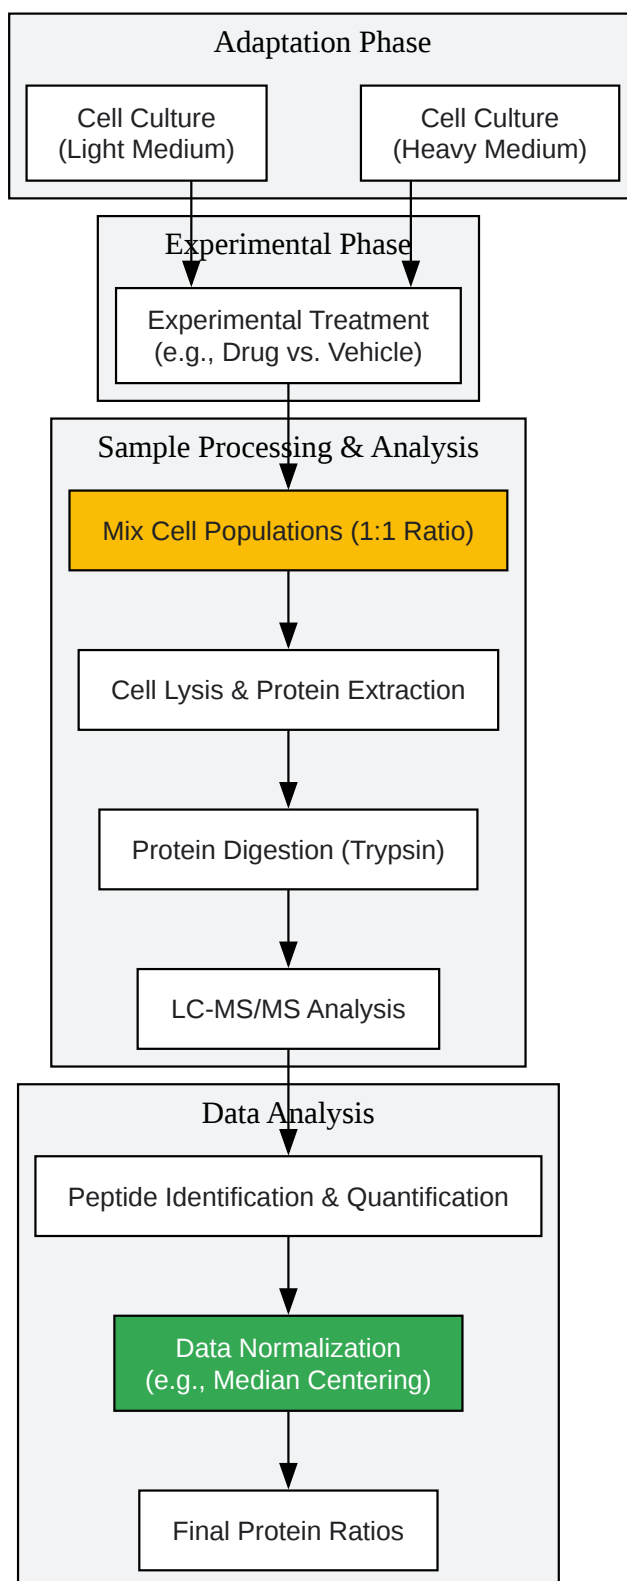 Adaptation Phase
Cell Culture
(Light Medium)
Cell Culture
(Heavy Medium)
Experimental Phase
Experimental Treatment
(e.g., Drug vs. Vehicle)
Sample Processing & Analysis
Mix Cell Populations (1:1 Ratio)
Cell Lysis & Protein Extraction
Protein Digestion (Trypsin)
LC-MS/MS Analysis
Data Analysis
Peptide Identification & Quantification
Data Normalization
(e.g., Median Centering)
Final Protein Ratios